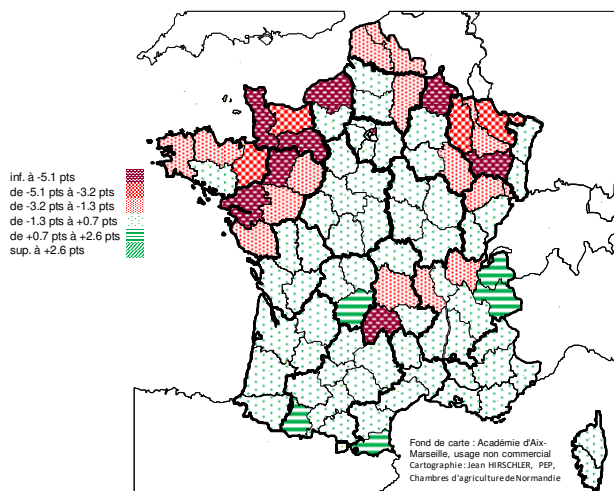 inf. à -5.1 pts
de -5.1 pts à -3.2 pts
de -3.2 pts à -1.3 pts
de -1.3 pts à +0.7 pts
de +0.7 pts à +2.6 pts
sup. à +2.6 pts
Fond de carte : Académie d'Aix-
Marseille, usage non commercial
Cartographie : Jean HIRSCHLER, PEP,
Chambres d'agriculture de Normandie